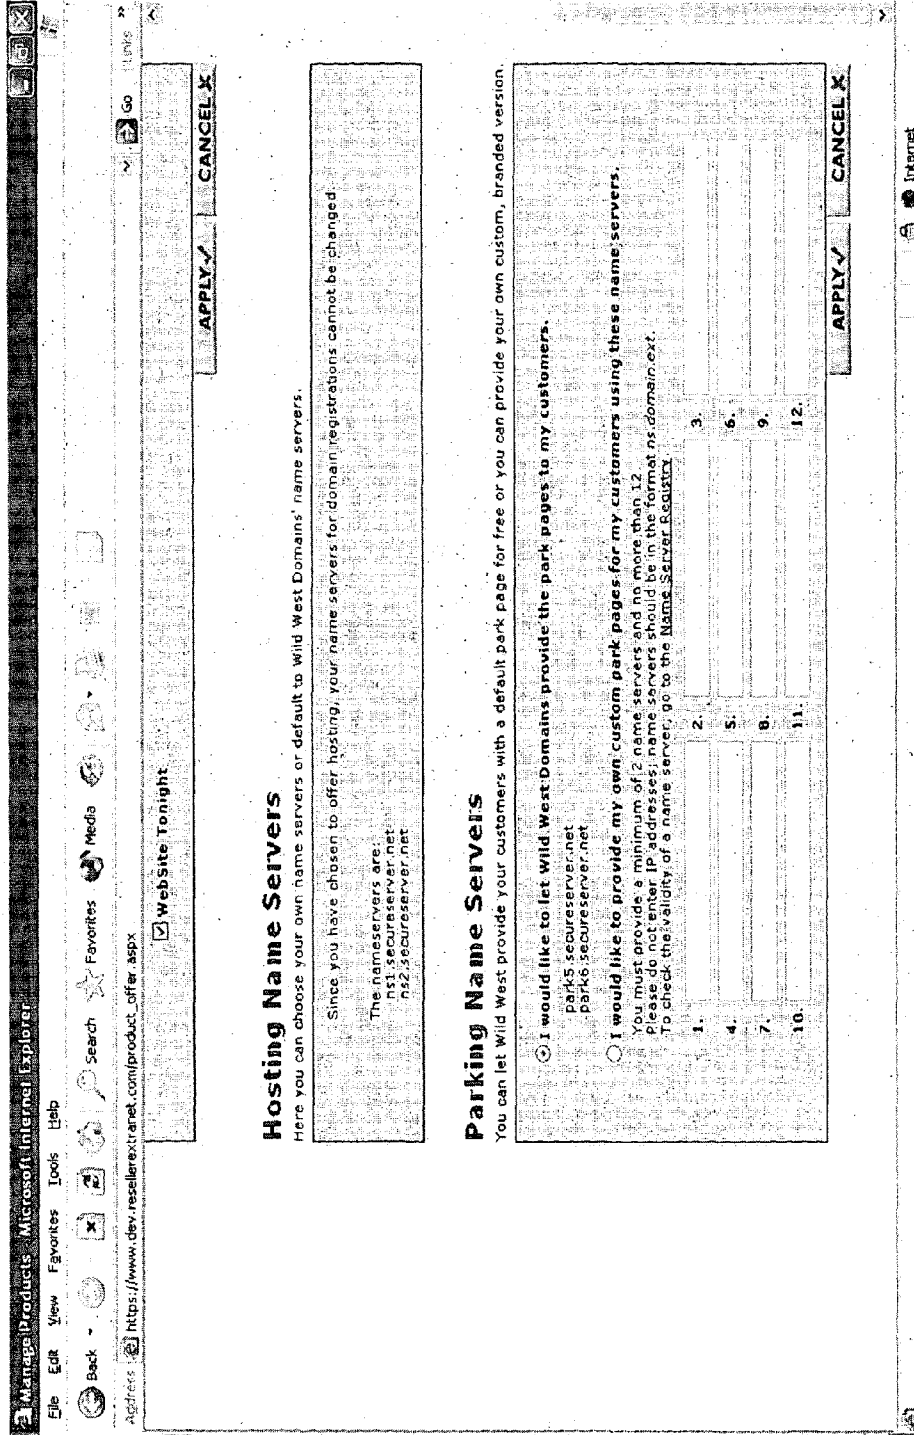 Manage Products - Microsoft Internet Explorer
File Edit View Favorites Tools Help
Back Search Favorites Media
Address https://www.dev.resellerextranet.com/product_offer.aspx Go Links »
WebSite Tonight
APPLY✓ CANCEL X
Hosting Name Servers
Here you can choose your own name servers or default to Wild West Domains' name servers.
Since you have chosen to offer hosting, your name servers for domain registrations cannot be changed.
The nameservers are:
ns1.secureserver.net
ns2.secureserver.net
Parking Name Servers
You can let Wild West provide your customers with a default park page for free or you can provide your own custom, branded version.
I would like to let Wild West Domains provide the park pages to my customers.
park5.secureserver.net
park6.secureserver.net
I would like to provide my own custom park pages for my customers using these name servers.
You must provide a minimum of 2 name servers and no more than 12
Please do not enter IP addresses; name servers should be in the format ns.domain.ext.
To check the validity of a name server, go to the Name Server Registry
1. 2. 3.
4. 5. 6.
7. 8. 9.
10. 11. 12.
APPLY✓ CANCEL X
Internet